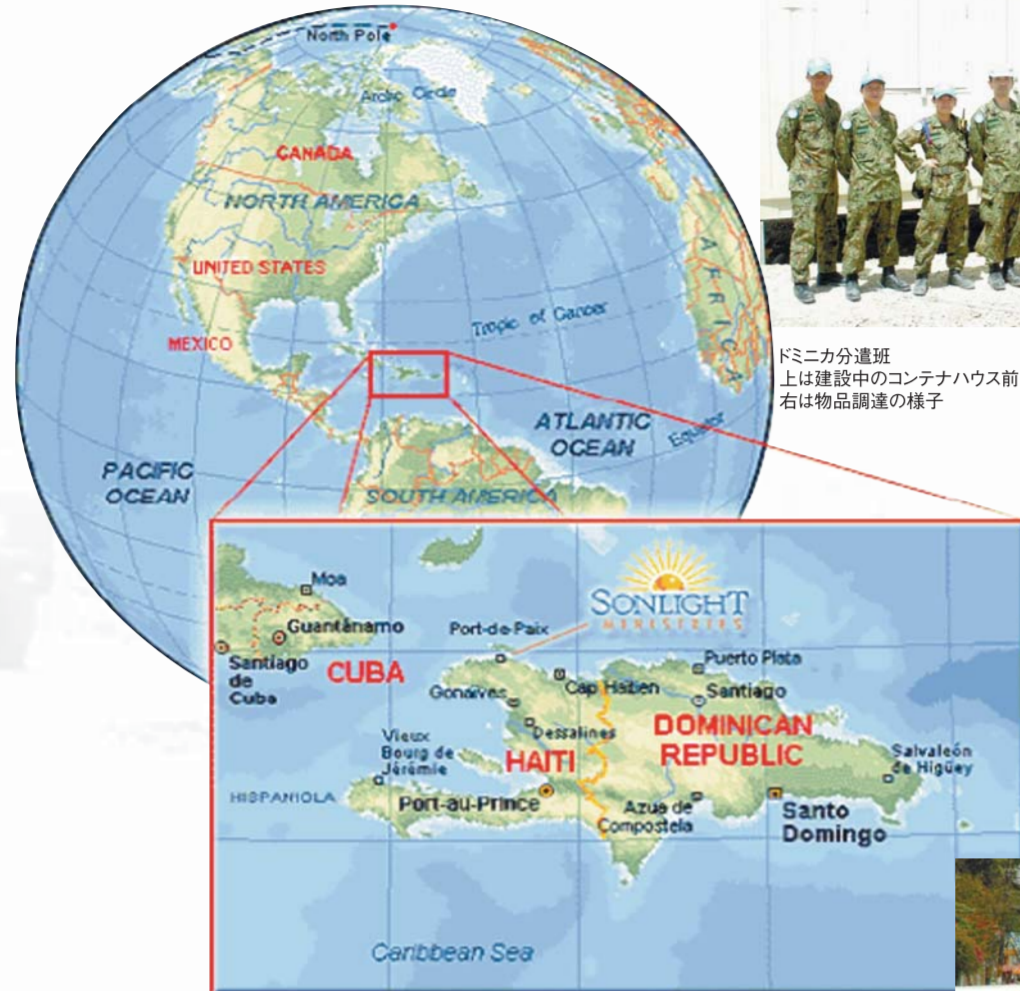 North Pole
Arctic Circle
CANADA
NORTH AMERICA
UNITED STATES
MEXICO
Tropic of Cancer
AFRICA
ATLANTIC
OCEAN
Equator
PACIFIC
OCEAN
SOUTH AMERICA
ドミニカ分遣班
上は建設中のコンテナハウス前
右は物品調達の様子
SONLIGHT
MINISTRIES
Moa
Guantánamo
Santiago
de
Cuba
CUBA
Port-de-Paix
Cap Haitien
Gonaives
Dessalines
Puerto Plata
Santiago
DOMINICAN
REPUBLIC
Vieux
Bourg de
Jérémie
HAITI
Salvaleón
de Higüey
HISPANIOLA
Port-au-Prince
Azua de
Compostela
Santo
Domingo
Caribbean Sea